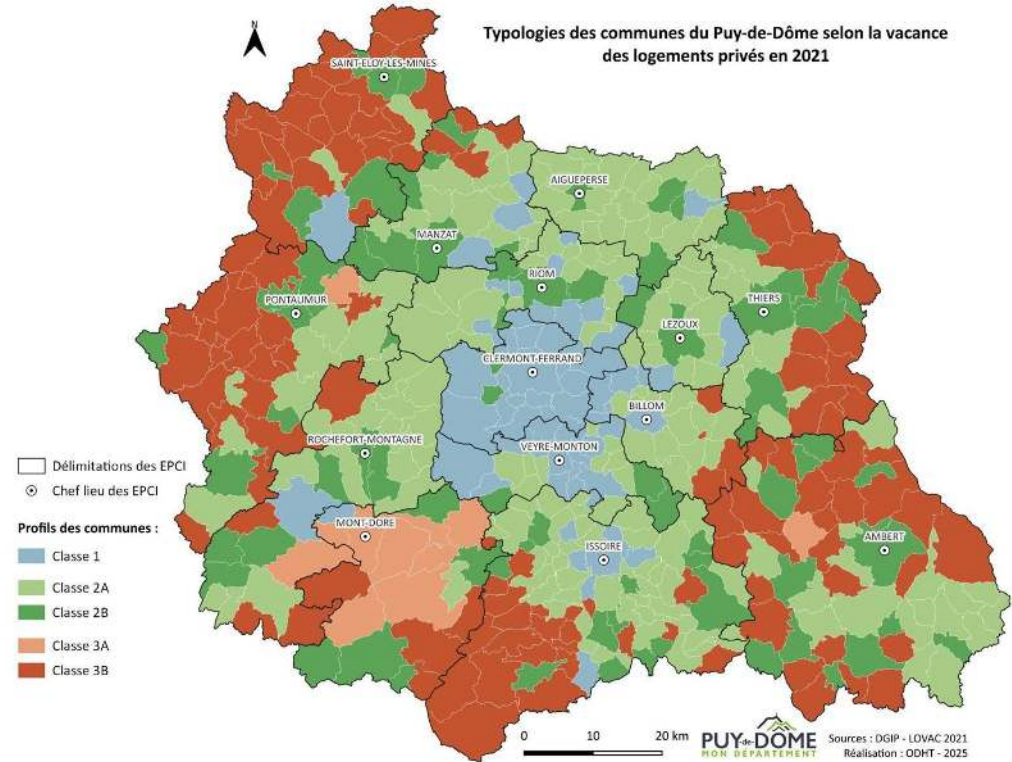 Typologies des communes du Puy-de-Dôme selon la vacance
des logements privés en 2021
N
SAINT-ELOY-LES-MINES
AIGUEPERSE
MANZAT
RIOM
PONTAUMUR
THIERS
LEZOUX
CLERMONT-FERRAND
BILLOM
ROCHEFORT-MONTAGNE
VEYRE-MONTON
MONT-DORE
ISSOIRE
AMBERT
Délimitations des EPCI
Chef lieu des EPCI
Profils des communes :
Classe 1
Classe 2A
Classe 2B
Classe 3A
Classe 3B
0 10 20 km
PUY-de-DÔME
MON DÉPARTEMENT
Sources : DGIP - LOVAC 2021
Réalisation : ODHT - 2025